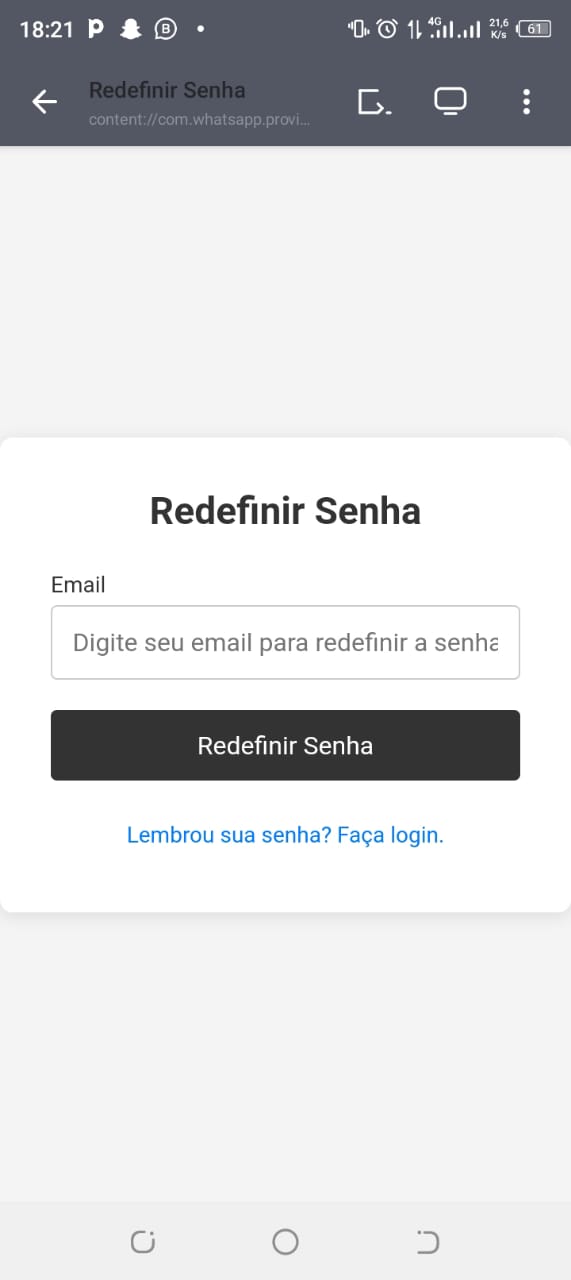 18:21
4G
21,6
K/s
61
Redefinir Senha
content://com.whatsapp.provi...
Redefinir Senha
Email
Digite seu email para redefinir a senha
Redefinir Senha
Lembrou sua senha? Faça login.